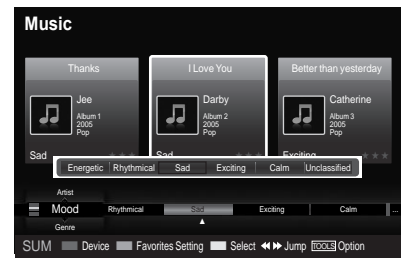 Music
Thanks I Love You Better than yesterday
Jee Darby Catherine
Album 1 Album 2 Album 3
2005 2005 2005
Pop Pop Pop
Sad Sad Exciting
Energetic Rhythmical Sad Exciting Calm Unclassified
Artist
Mood Rhythmical Sad Exciting Calm ...
Genre
SUM Device Favorites Setting Select Jump TOOLS Option